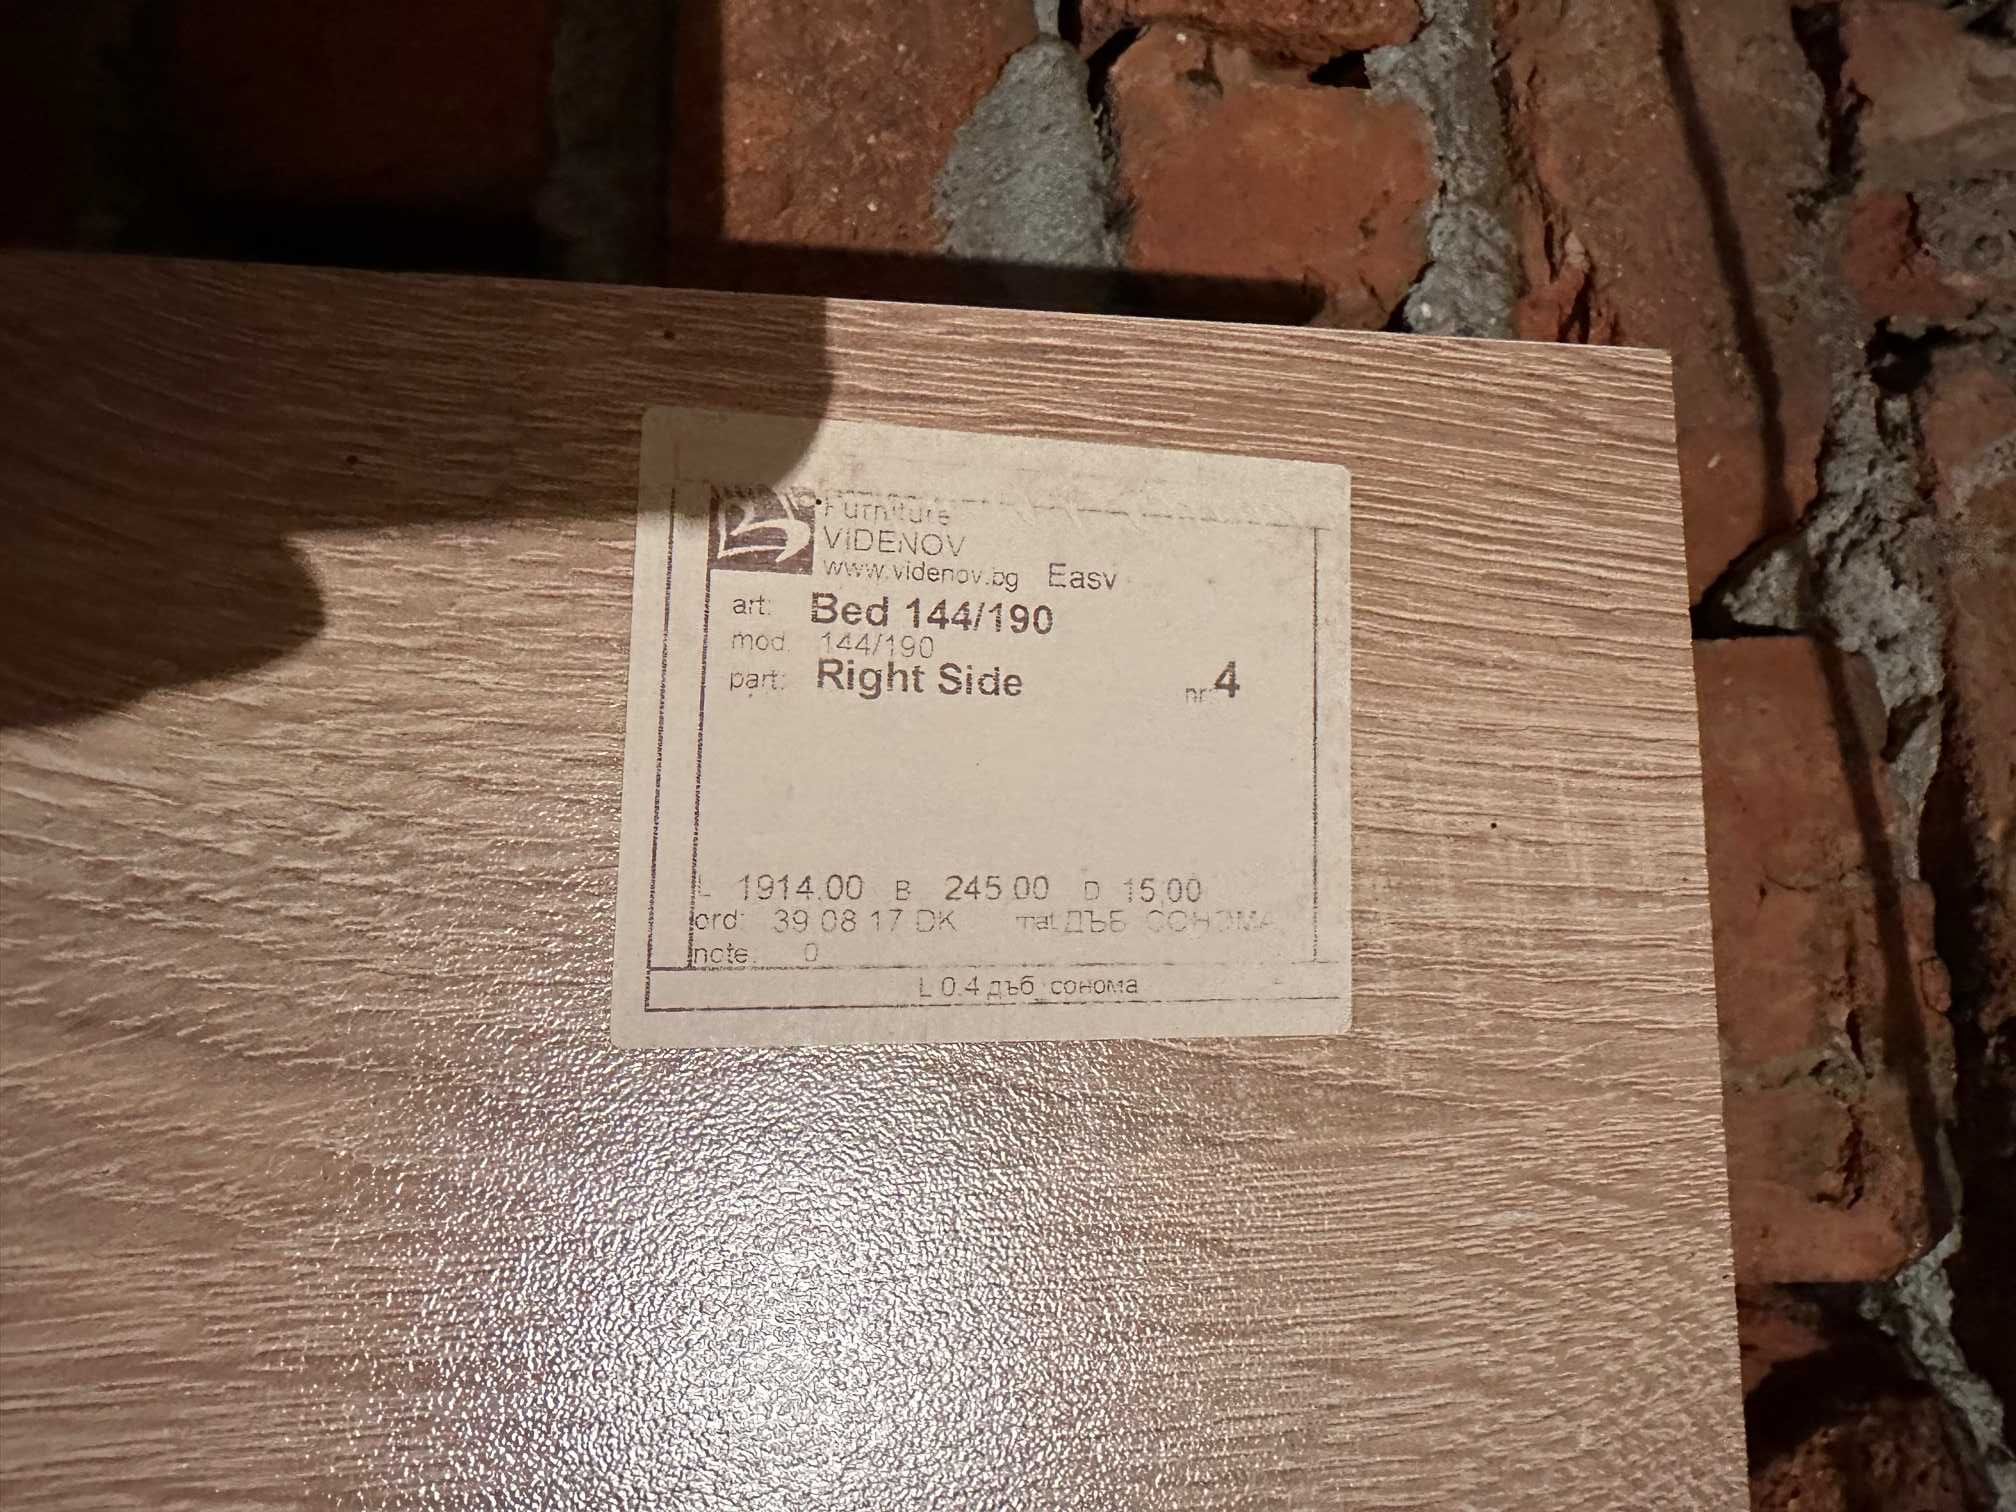 Furniture
VIDENOV
www.videnov.bg Easy
art: Bed 144/190
mod. 144/190
part: Right Side nr: 4
L 1914.00 B 245.00 D 15,00
ord: 39 08 17 DK mat ДЪБ СОНОМА
note: 0
L 0.4 дъб сонома